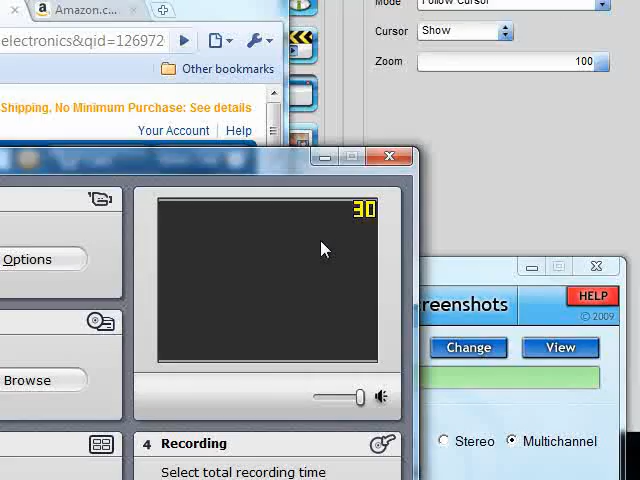 Amazon.c...
electronics&qid=126972
Other bookmarks
Shipping, No Minimum Purchase: See details
Your Account | Help
Mode
Follow Cursor
Cursor
Show
Zoom
100
30
Options
Browse
4 Recording
Select total recording time
creenshots
HELP
© 2009
Change
View
Stereo
Multichannel